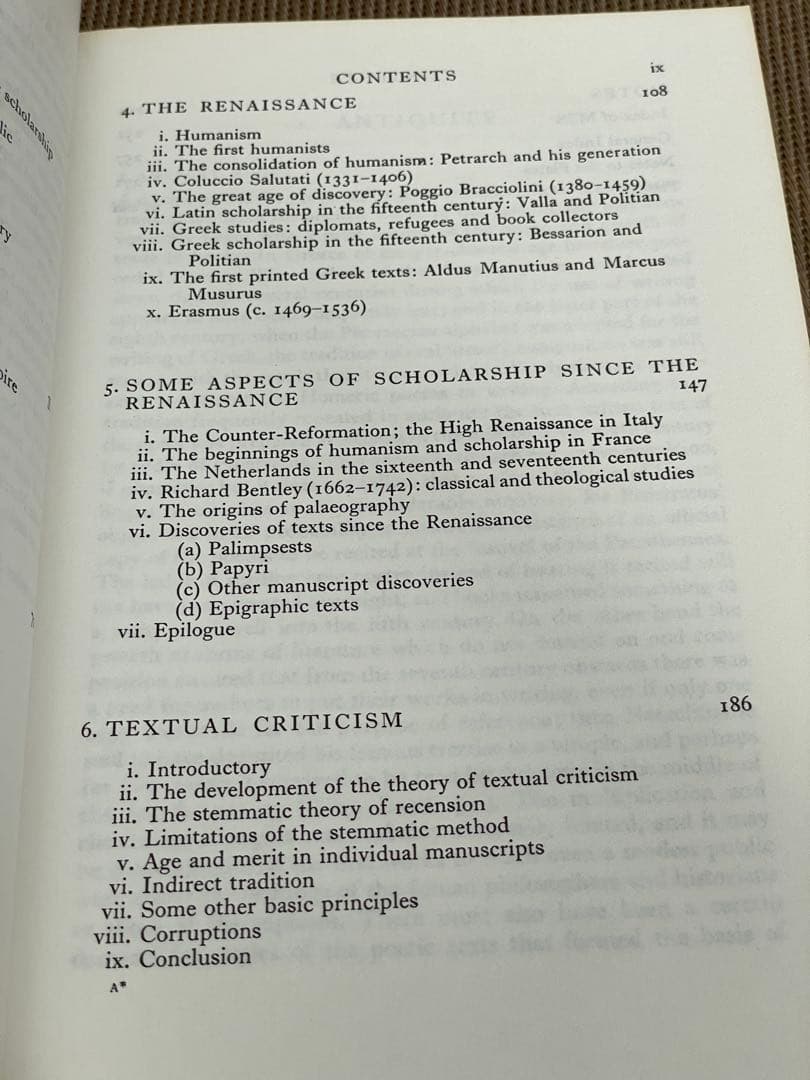 scholarship
CONTENTS ix
4. THE RENAISSANCE 108
i. Humanism
ii. The first humanists
iii. The consolidation of humanism: Petrarch and his generation
iv. Coluccio Salutati (1331–1406)
v. The great age of discovery: Poggio Bracciolini (1380–1459)
vi. Latin scholarship in the fifteenth century: Valla and Politian
vii. Greek studies: diplomats, refugees and book collectors
viii. Greek scholarship in the fifteenth century: Bessarion and
Politian
ix. The first printed Greek texts: Aldus Manutius and Marcus
Musurus
x. Erasmus (c. 1469–1536)
5. SOME ASPECTS OF SCHOLARSHIP SINCE THE
RENAISSANCE 147
i. The Counter-Reformation; the High Renaissance in Italy
ii. The beginnings of humanism and scholarship in France
iii. The Netherlands in the sixteenth and seventeenth centuries
iv. Richard Bentley (1662–1742): classical and theological studies
v. The origins of palaeography
vi. Discoveries of texts since the Renaissance
(a) Palimpsests
(b) Papyri
(c) Other manuscript discoveries
(d) Epigraphic texts
vii. Epilogue
6. TEXTUAL CRITICISM 186
i. Introductory
ii. The development of the theory of textual criticism
iii. The stemmatic theory of recension
iv. Limitations of the stemmatic method
v. Age and merit in individual manuscripts
vi. Indirect tradition
vii. Some other basic principles
viii. Corruptions
ix. Conclusion
A*